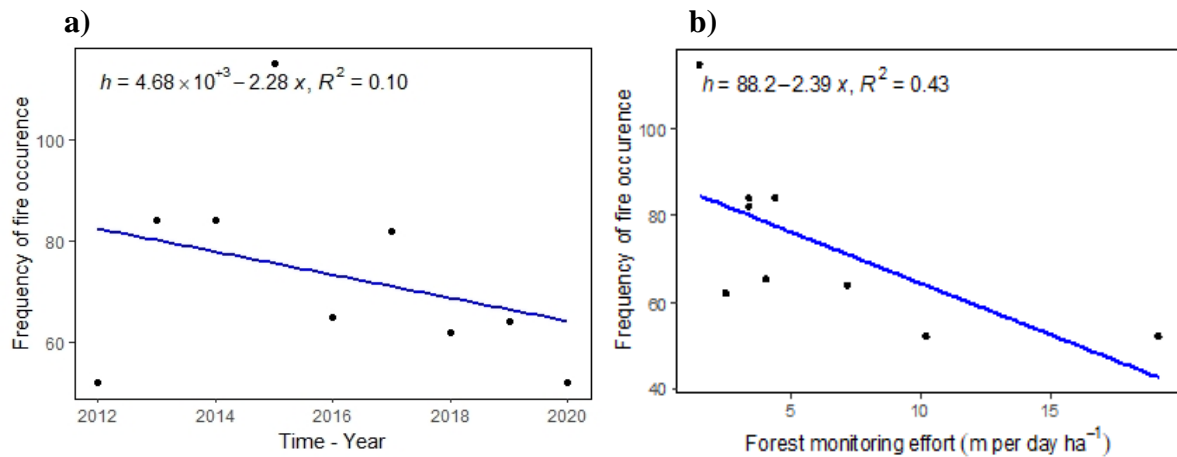 a)
h = 4.68 × 10⁺³ − 2.28 x, R² = 0.10
Frequency of fire occurence
100
80
60
2012
2014
2016
2018
2020
Time - Year
b)
h = 88.2−2.39 x, R² = 0.43
Frequency of fire occurence
100
80
60
40
5
10
15
Forest monitoring effort (m per day ha⁻¹)